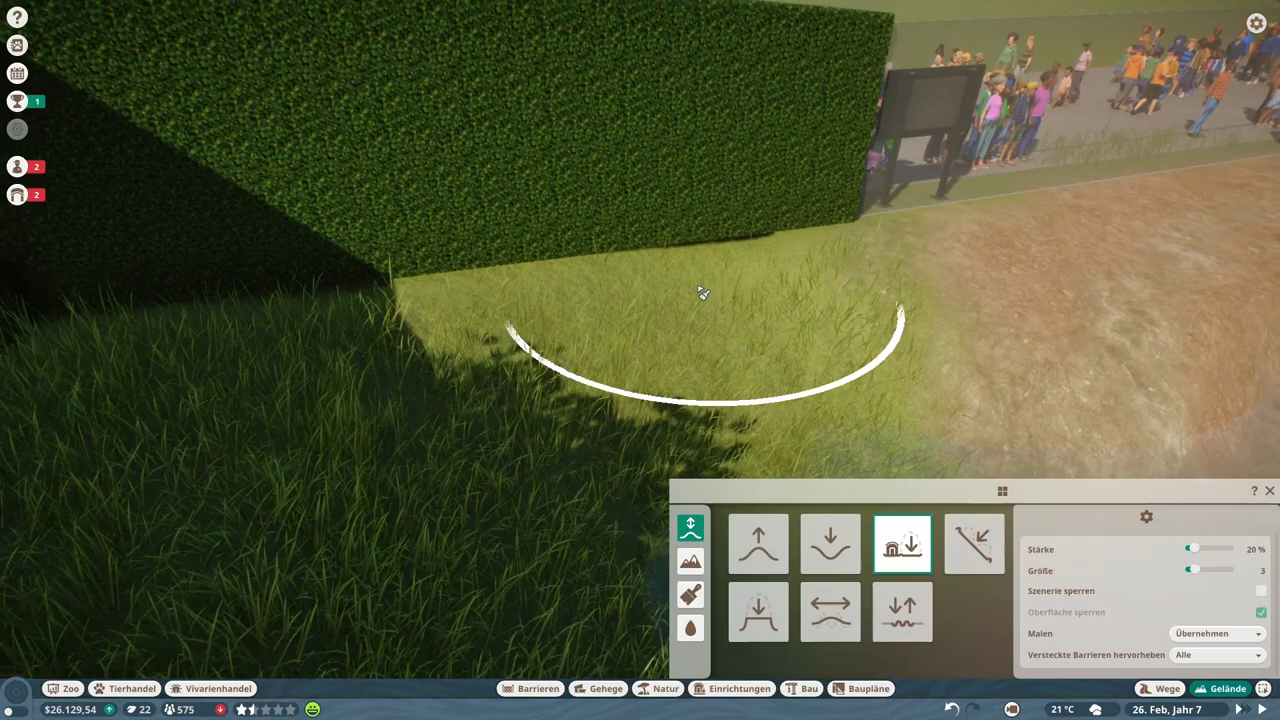 ?
1
2
2
? 
Stärke 20 %
Größe 3
Szenerie sperren
Oberfläche sperren
Malen Übernehmen
Versteckte Barrieren hervorheben Alle
Zoo Tierhandel Vivarienhandel Barrieren Gehege Natur Einrichtungen Bau Baupläne Wege Gelände
$26.129,54 22 575 21 °C 26. Feb, Jahr 7